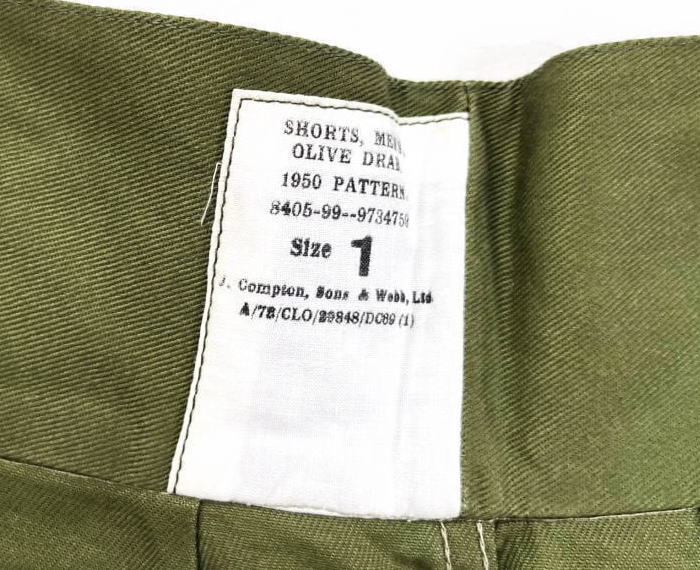 SHORTS, MEN'S
OLIVE DRAB
1950 PATTERN.
8405-99--973475
Size 1
J. Compton, Sons & Webb, Ltd.
A/72/CLO/29848/DC69 (1)